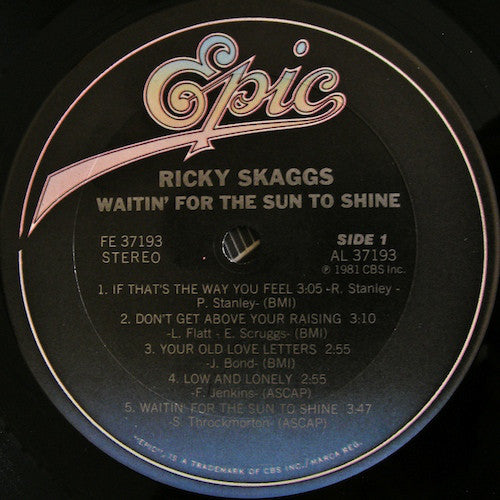 Epic
RICKY SKAGGS
WAITIN' FOR THE SUN TO SHINE
FE 37193
STEREO
SIDE 1
AL 37193
℗ 1981 CBS Inc.
1. IF THAT'S THE WAY YOU FEEL 3:05 -R. Stanley -
P. Stanley- (BMI)
2. DON'T GET ABOVE YOUR RAISING 3:10
-L. Flatt - E. Scruggs- (BMI)
3. YOUR OLD LOVE LETTERS 2:55
-J. Bond- (BMI)
4. LOW AND LONELY 2:55
-F. Jenkins- (ASCAP)
5. WAITIN' FOR THE SUN TO SHINE 3:47
-S. Throckmorton- (ASCAP)
"EPIC", IS A TRADEMARK OF CBS INC./MARCA REG.